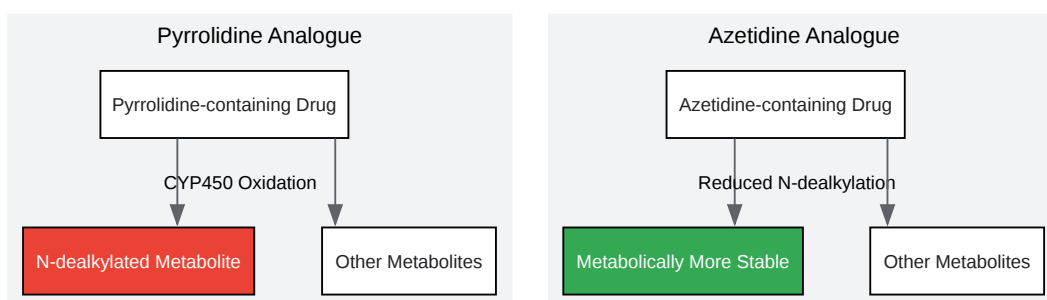 Pyrrolidine Analogue
Pyrrolidine-containing Drug
CYP450 Oxidation
N-dealkylated Metabolite
Other Metabolites
Azetidine Analogue
Azetidine-containing Drug
Reduced N-dealkylation
Metabolically More Stable
Other Metabolites